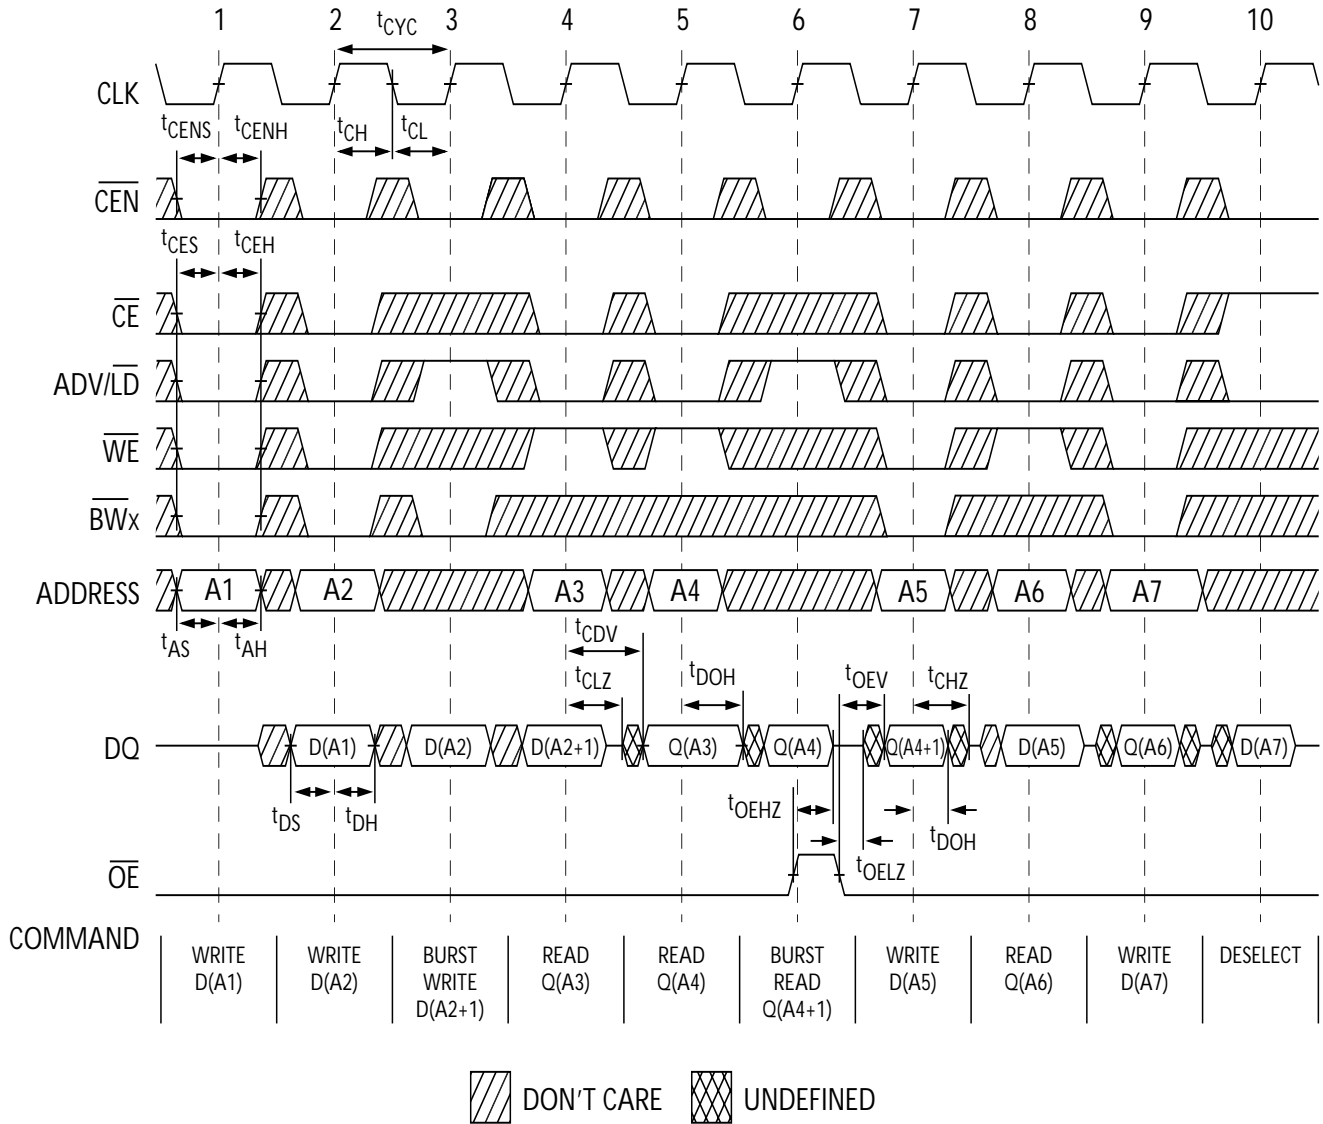 1 2 3 4 5 6 7 8 9 10
tCYC
CLK
tCENS tCENH tCH tCL
CEN
tCES tCEH
CE
ADV/LD
WE
BWx
ADDRESS A1 A2 A3 A4 A5 A6 A7
tAS tAH tCDV
tCLZ tDOH tOEV tCHZ
DQ D(A1) D(A2) D(A2+1) Q(A3) Q(A4) Q(A4+1) D(A5) Q(A6) D(A7)
tDS tDH tOEHZ tDOH
tOELZ
OE
COMMAND
WRITE WRITE BURST READ READ BURST WRITE READ WRITE DESELECT
D(A1) D(A2) WRITE Q(A3) Q(A4) READ D(A5) Q(A6) D(A7)
D(A2+1) Q(A4+1)
DON'T CARE UNDEFINED